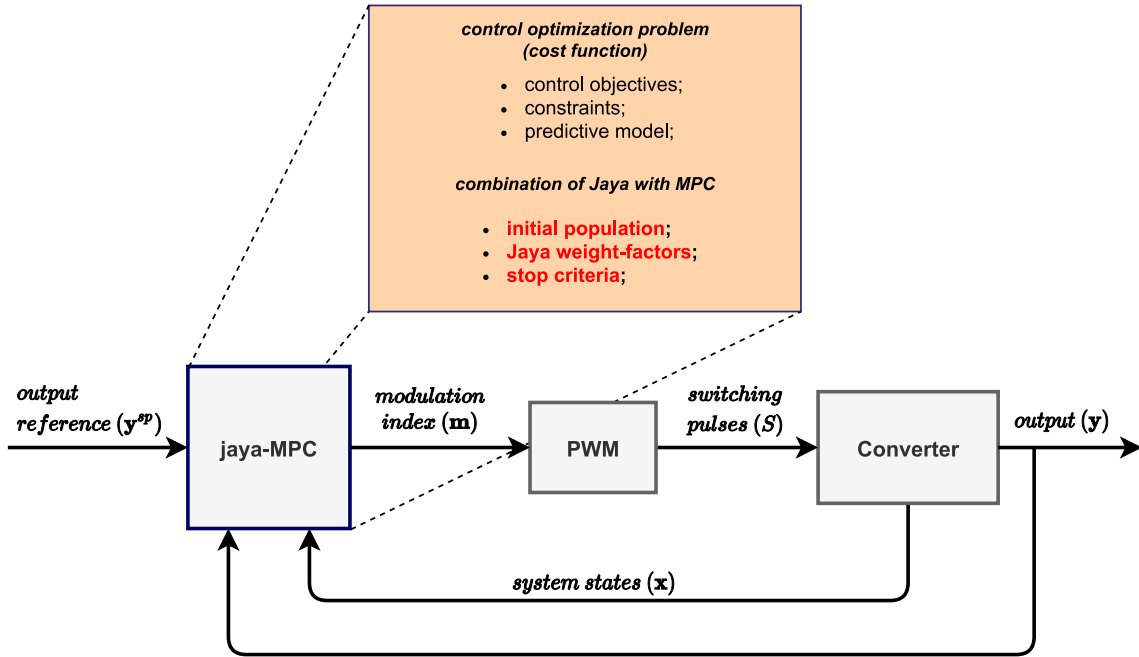 control optimization problem
(cost function)
• control objectives;
• constraints;
• predictive model;
combination of Jaya with MPC
• initial population;
• Jaya weight-factors;
• stop criteria;
output
reference (y^sp)
jaya-MPC
modulation
index (m)
PWM
switching
pulses (S)
Converter
output (y)
system states (x)